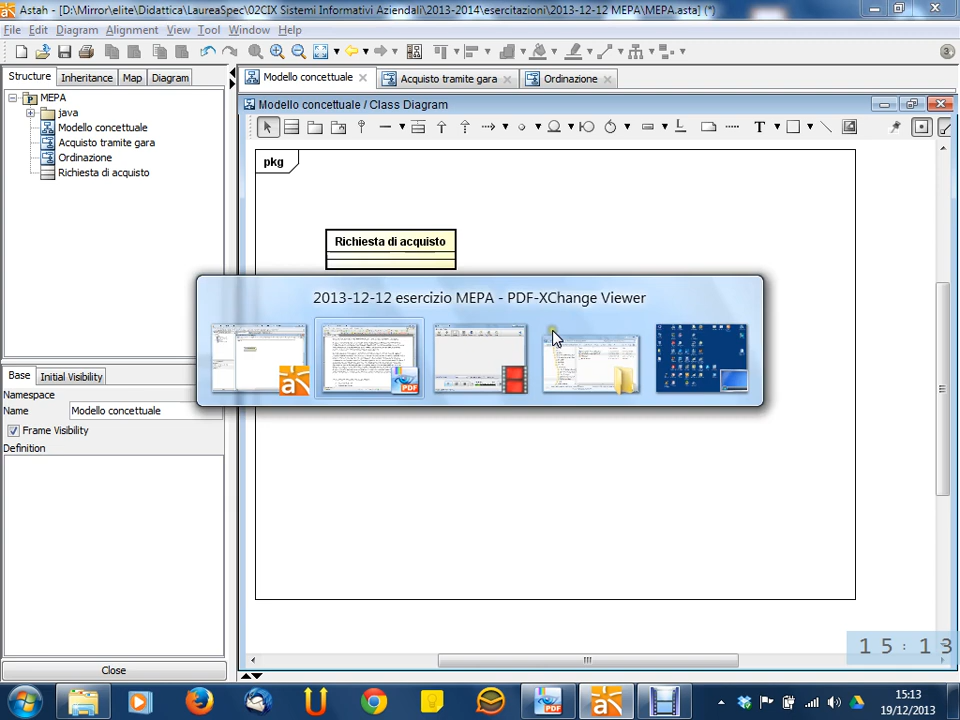 Astah - [D:\Mirror\elite\Didattica\LaureaSpec\02CIX Sistemi Informativi Aziendali\2013-2014\esercitazioni\2013-12-12 MEPA\MEPA.asta] (*)
File Edit Diagram Alignment View Tool Window Help
Structure Inheritance Map Diagram
Modello concettuale Acquisto tramite gara Ordinazione
MEPA
java
Modello concettuale
Acquisto tramite gara
Ordinazione
Richiesta di acquisto
Modello concettuale / Class Diagram
pkg
Richiesta di acquisto
2013-12-12 esercizio MEPA - PDF-XChange Viewer
Base Initial Visibility
Namespace
Name Modello concettuale
Frame Visibility
Definition
Close
15:13
15:13
19/12/2013